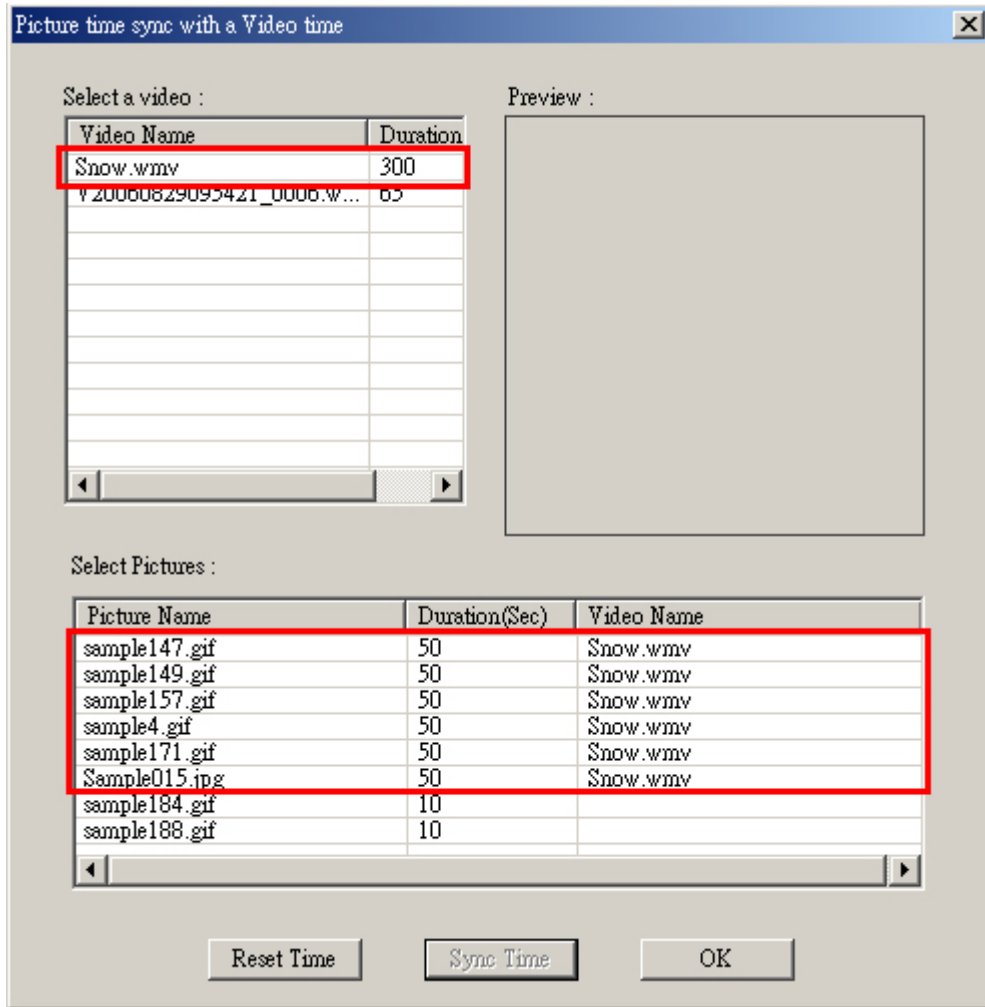 Picture time sync with a Video time
Select a video :
Preview :
Video Name Duration
Snow.wmv 300
V20060829095421_0006.w... 65
Select Pictures :
Picture Name Duration(Sec) Video Name
sample147.gif 50 Snow.wmv
sample149.gif 50 Snow.wmv
sample157.gif 50 Snow.wmv
sample4.gif 50 Snow.wmv
sample171.gif 50 Snow.wmv
Sample015.jpg 50 Snow.wmv
sample184.gif 10
sample188.gif 10
Reset Time Sync Time OK